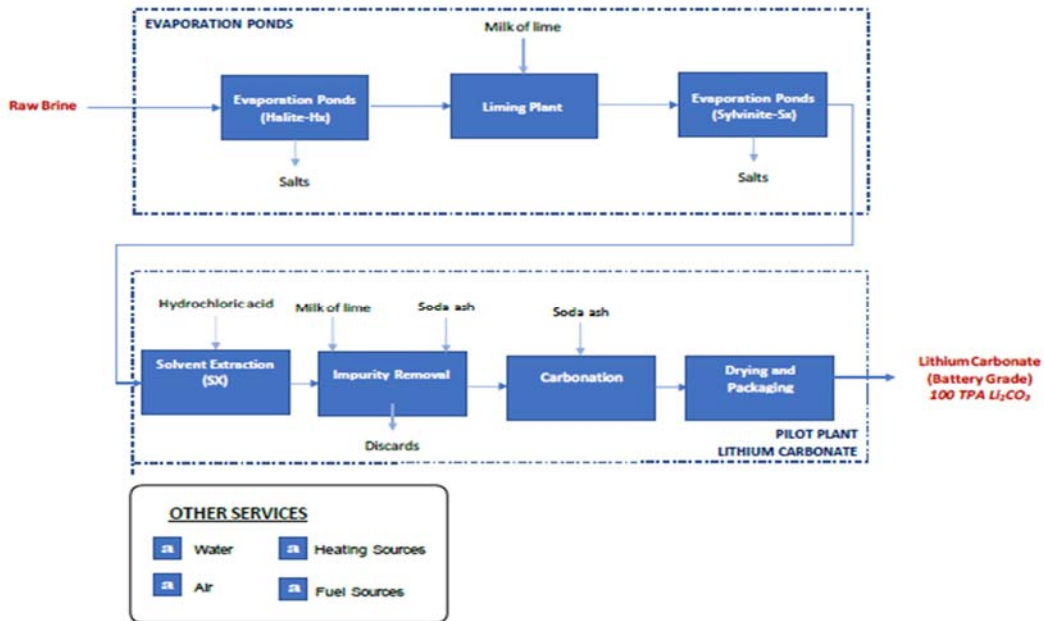 EVAPORATION PONDS
Milk of lime
Raw Brine
Evaporation Ponds
(Halite-Hx)
Liming Plant
Evaporation Ponds
(Sylvinite-Sx)
Salts
Salts
Hydrochloric acid
Milk of lime
Soda ash
Soda ash
Solvent Extraction
(SX)
Impurity Removal
Carbonation
Drying and
Packaging
Lithium Carbonate
(Battery Grade)
100 TPA Li₂CO₃
Discards
PILOT PLANT
LITHIUM CARBONATE
OTHER SERVICES
a Water
a Heating Sources
a Air
a Fuel Sources